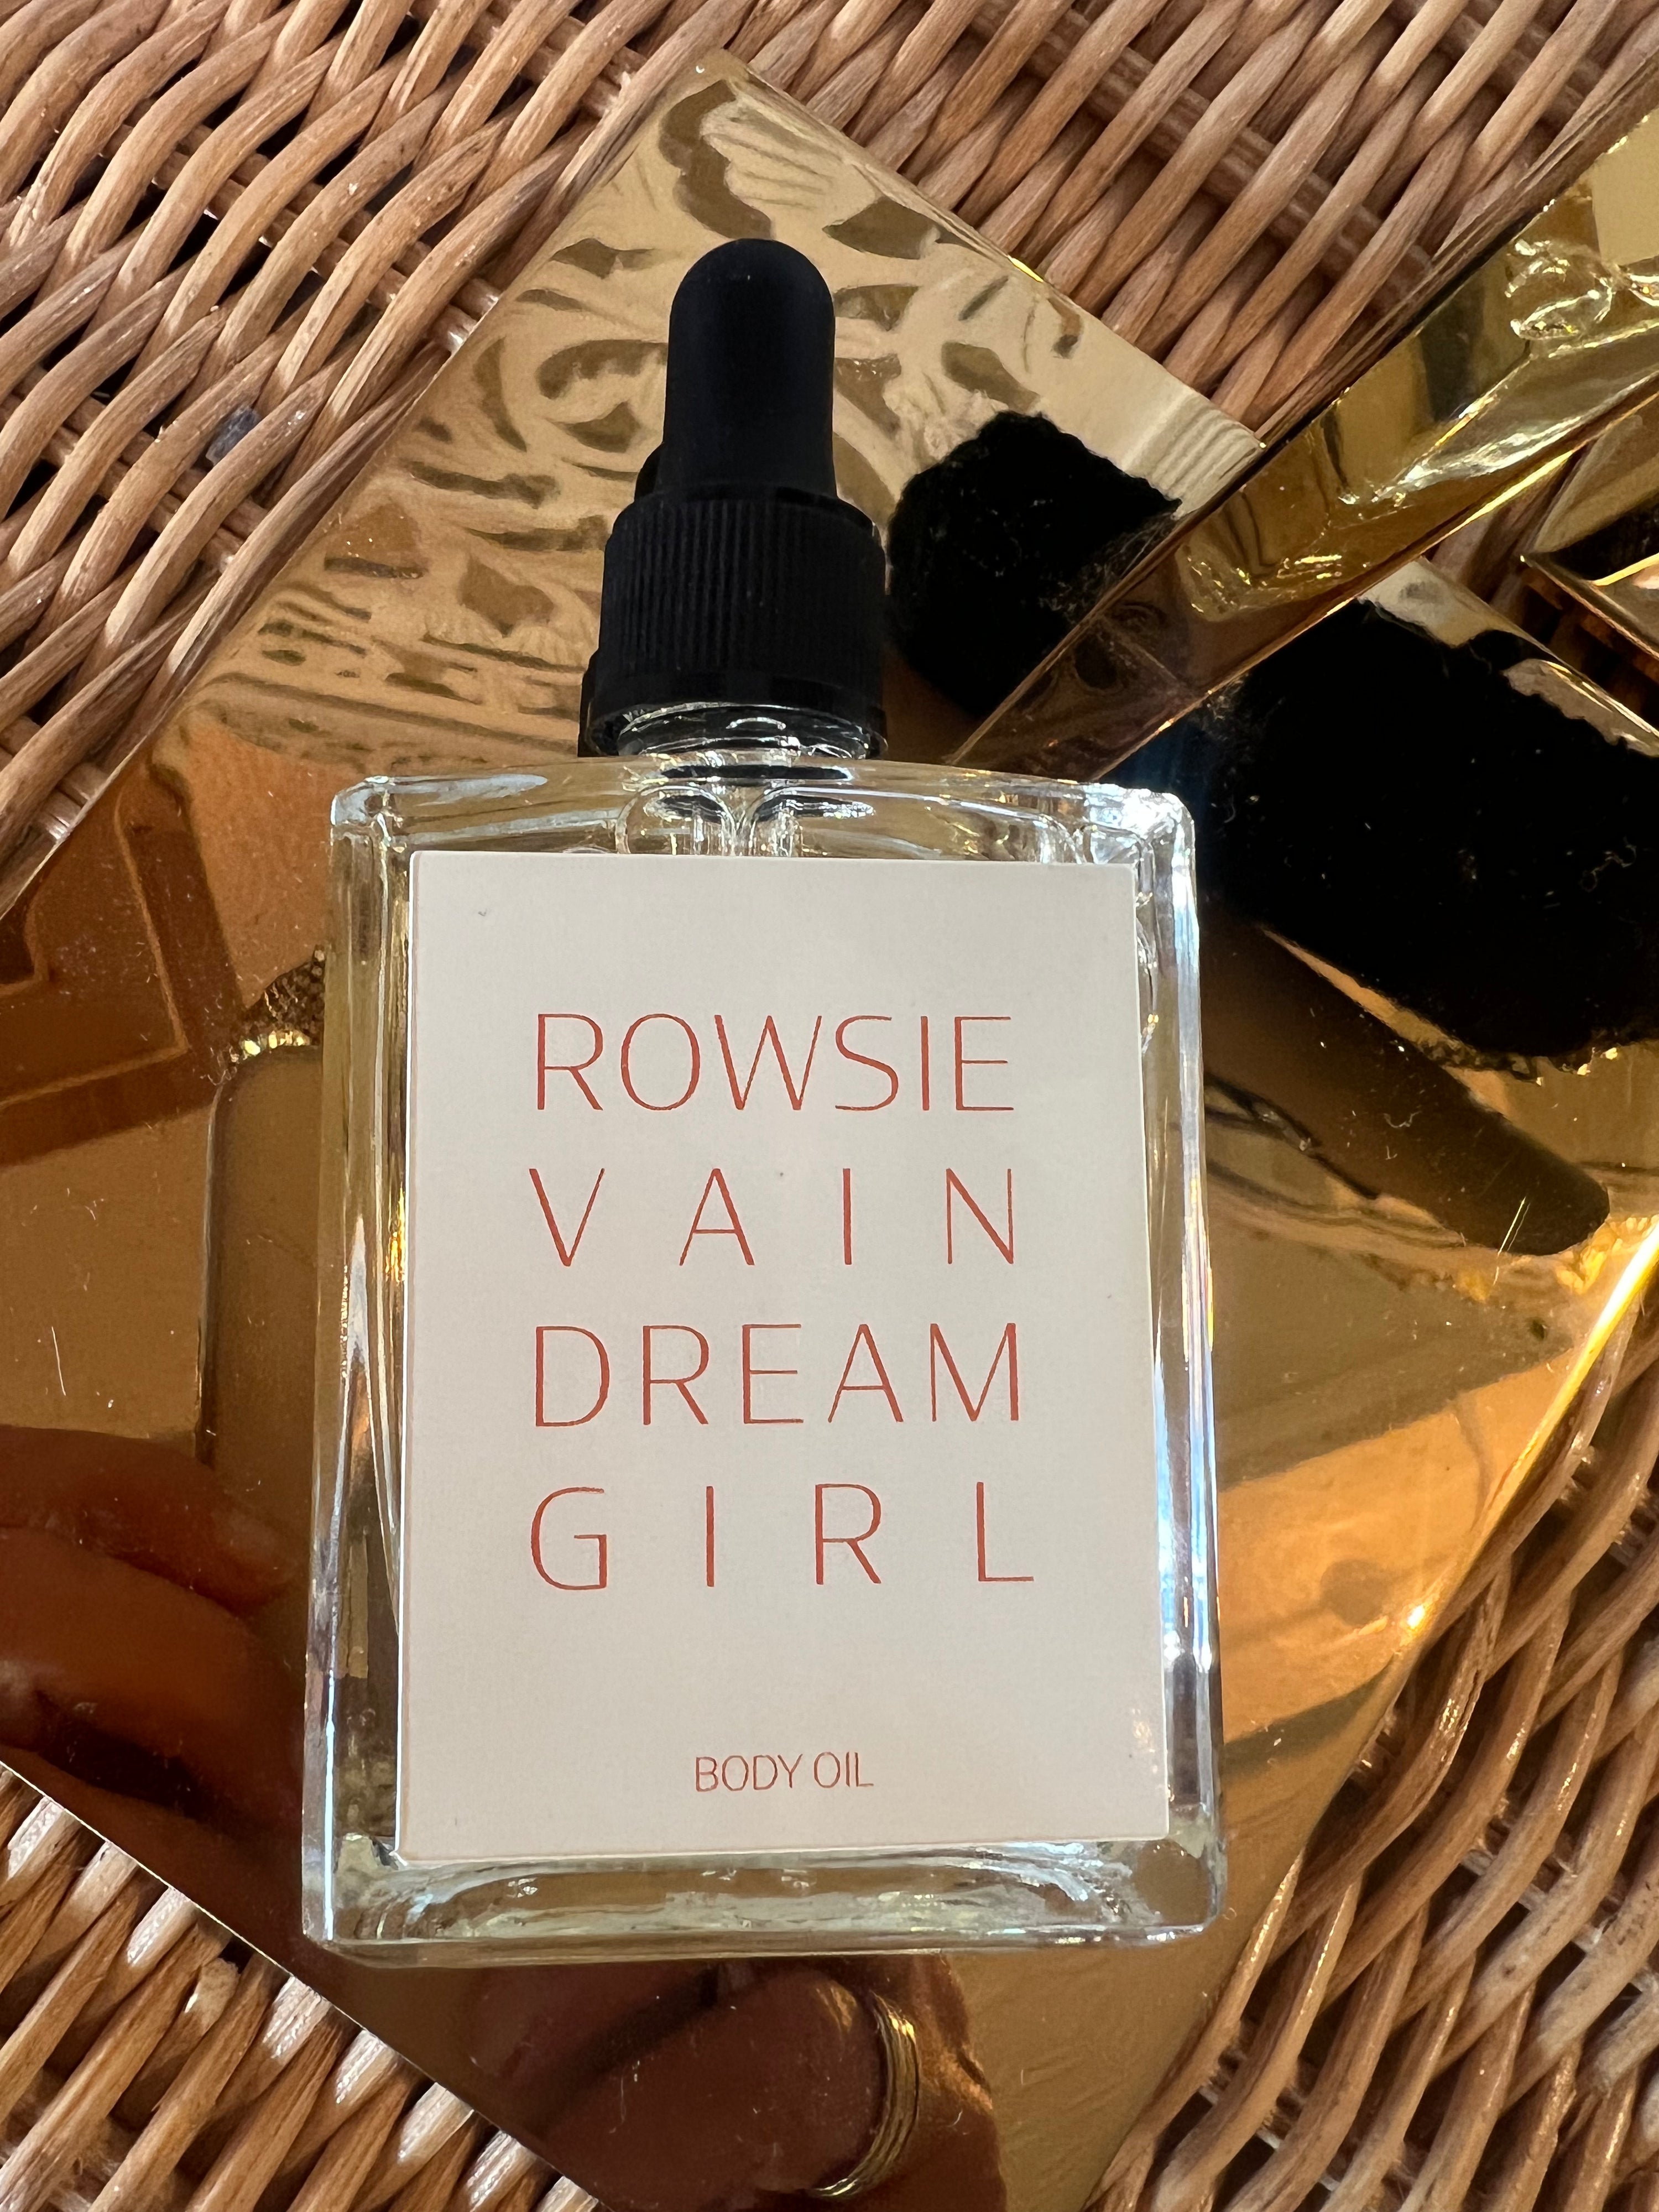 ROWSIE
VAIN
DREAM
GIRL
BODY OIL